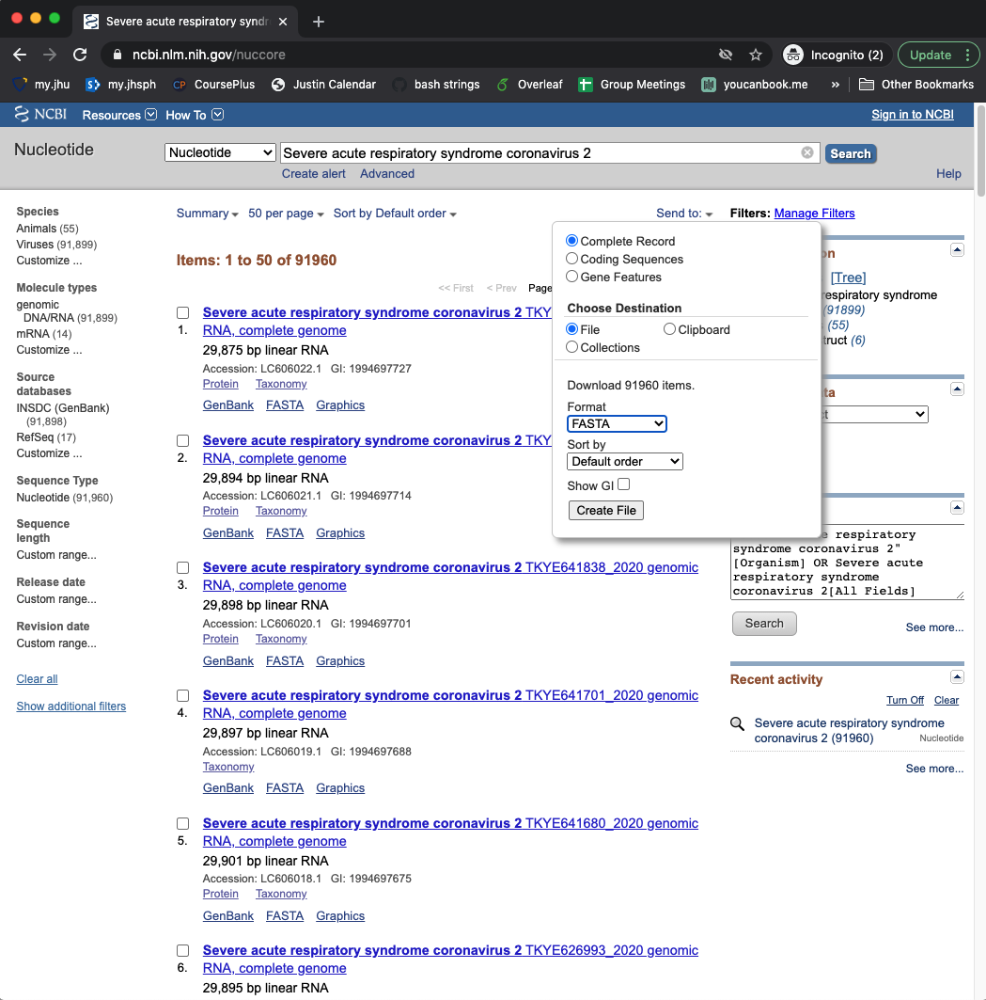 Severe acute respiratory syndr
ncbi.nlm.nih.gov/nuccore
Incognito (2)
Update
my.jhu
my.jhsph
CoursePlus
Justin Calendar
bash strings
Overleaf
Group Meetings
youcanbook.me
»
Other Bookmarks
NCBI
Resources
How To
Sign in to NCBI
Nucleotide
Nucleotide
Severe acute respiratory syndrome coronavirus 2
Search
Create alert
Advanced
Help
Species
Animals (55)
Viruses (91,899)
Customize ...
Molecule types
genomic
DNA/RNA (91,899)
mRNA (14)
Customize ...
Source
databases
INSDC (GenBank)
(91,898)
RefSeq (17)
Customize ...
Sequence Type
Nucleotide (91,960)
Sequence
length
Custom range...
Release date
Custom range...
Revision date
Custom range...
Clear all
Show additional filters
Summary
50 per page
Sort by Default order
Send to:
Items: 1 to 50 of 91960
<< First
< Prev
Page
Severe acute respiratory syndrome coronavirus 2 TKYE
1. RNA, complete genome
29,875 bp linear RNA
Accession: LC606022.1 GI: 1994697727
Protein Taxonomy
GenBank FASTA Graphics
Severe acute respiratory syndrome coronavirus 2 TKYE
2. RNA, complete genome
29,894 bp linear RNA
Accession: LC606021.1 GI: 1994697714
Protein Taxonomy
GenBank FASTA Graphics
Severe acute respiratory syndrome coronavirus 2 TKYE641838_2020 genomic
3. RNA, complete genome
29,898 bp linear RNA
Accession: LC606020.1 GI: 1994697701
Protein Taxonomy
GenBank FASTA Graphics
Severe acute respiratory syndrome coronavirus 2 TKYE641701_2020 genomic
4. RNA, complete genome
29,897 bp linear RNA
Accession: LC606019.1 GI: 1994697688
Taxonomy
GenBank FASTA Graphics
Severe acute respiratory syndrome coronavirus 2 TKYE641680_2020 genomic
5. RNA, complete genome
29,901 bp linear RNA
Accession: LC606018.1 GI: 1994697675
Protein Taxonomy
GenBank FASTA Graphics
Severe acute respiratory syndrome coronavirus 2 TKYE626993_2020 genomic
6. RNA, complete genome
29,895 bp linear RNA
Complete Record
Coding Sequences
Gene Features
Choose Destination
File
Clipboard
Collections
Download 91960 items.
Format
FASTA
Sort by
Default order
Show GI
Create File
Filters: Manage Filters
on
[Tree]
espiratory syndrome
(91899)
(55)
truct (6)
ta
t
e respiratory
syndrome coronavirus 2"
[Organism] OR Severe acute
respiratory syndrome
coronavirus 2[All Fields]
Search
See more...
Recent activity
Turn Off Clear
Severe acute respiratory syndrome
coronavirus 2 (91960)
Nucleotide
See more...